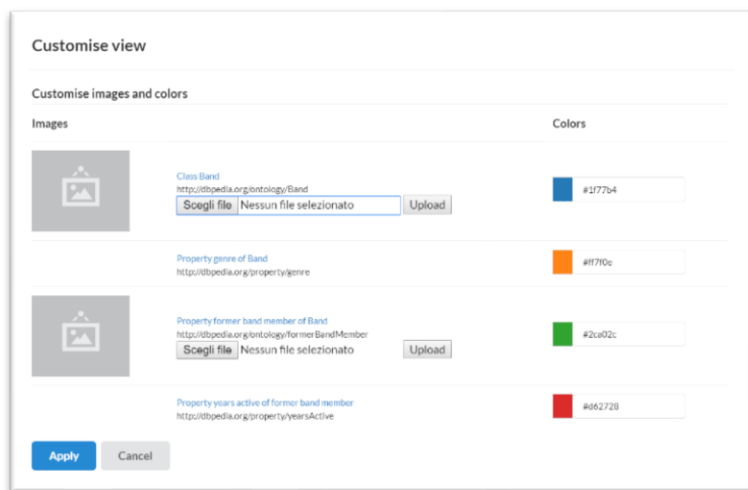 Customise view
Customise images and colors
Images Colors
Class Band
http://dbpedia.org/ontology/Band
Scegli file Nessun file selezionato Upload
#1f77b4
Property genre of Band
http://dbpedia.org/property/genre
#ff7f0e
Property former band member of Band
http://dbpedia.org/ontology/formerBandMember
Scegli file Nessun file selezionato Upload
#2ca02c
Property years active of former band member
http://dbpedia.org/property/yearsActive
#d62728
Apply Cancel